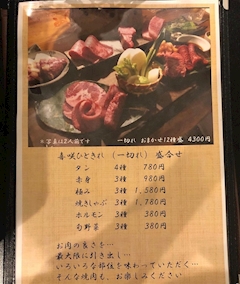 ※写真は2人前です
一切れ おまかせ12種盛 4300円
喜咲ひときれ (一切れ) 盛合せ
タン 4種 780円
赤身 3種 980円
極み 3種 1,580円
焼きしゃぶ 3種 1,780円
ホルモン 3種 380円
旬野菜 3種 380円
お肉の良さを…
最大限に引き出し…
いろいろな部位を味わっていただく…
そんな焼肉も、お楽しみください